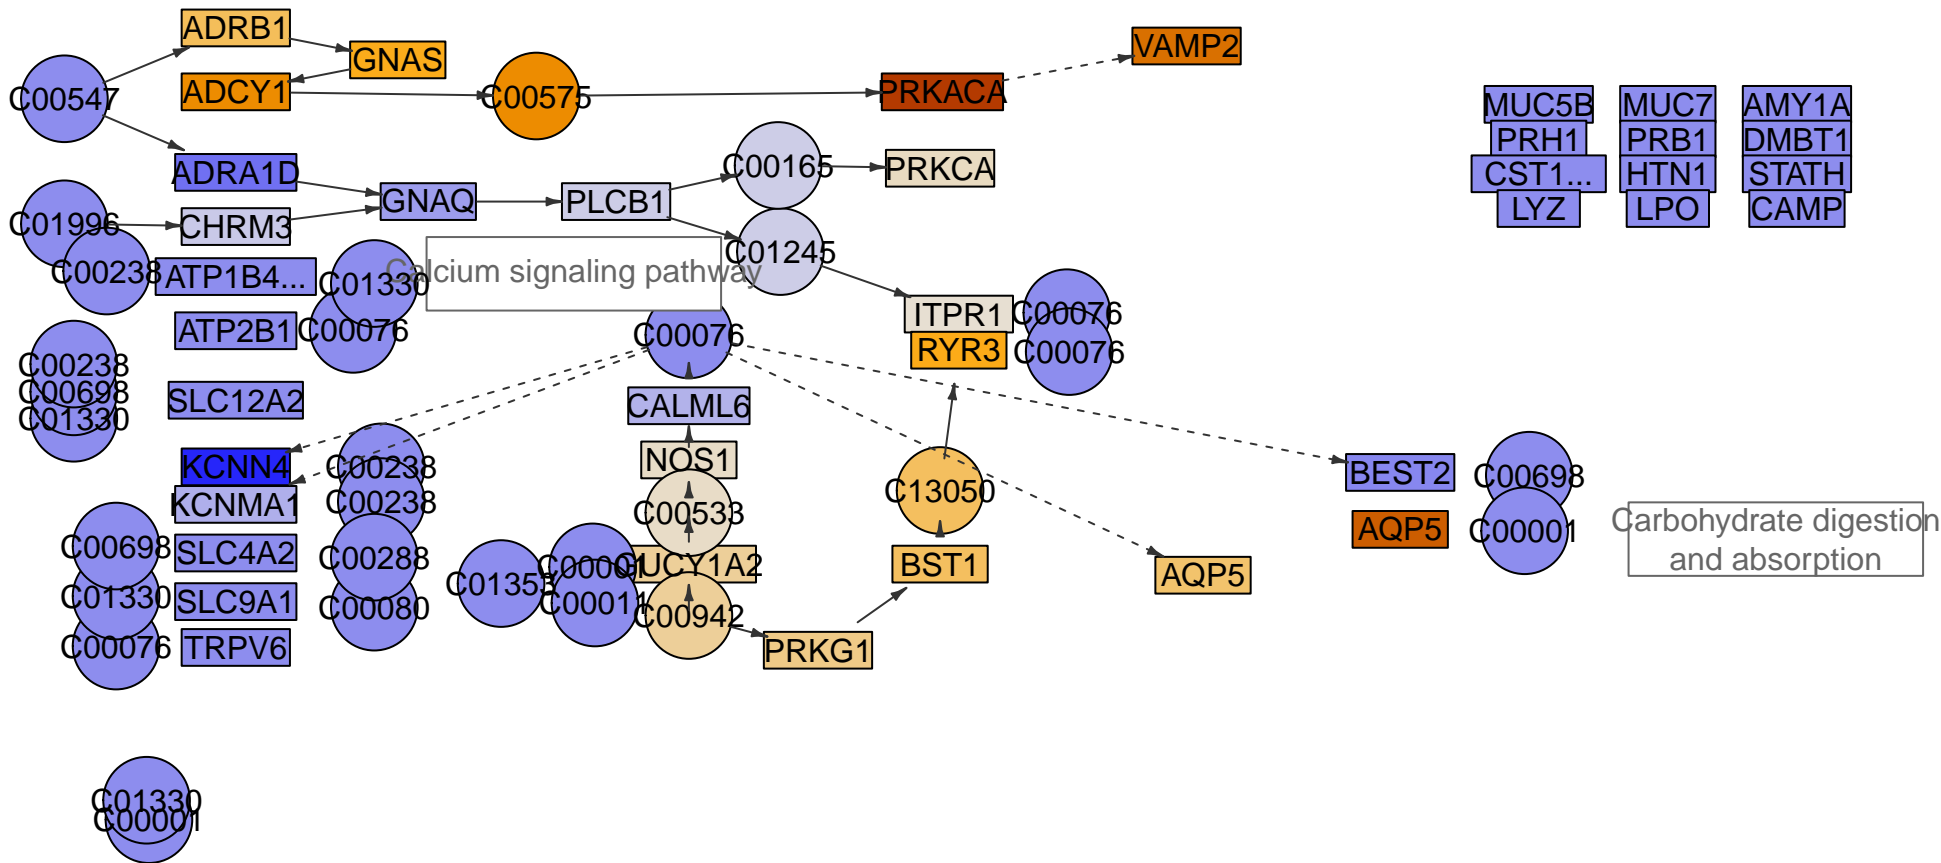 ADRB1
GNAS
VAMP2
C00547
ADCY1
C00575
PRKACA
MUC5B
MUC7
AMY1A
PRH1
PRB1
DMBT1
ADRA1D
C00165
PRKCA
CST1...
HTN1
STATH
GNAQ
PLCB1
LYZ
LPO
CAMP
C01996
CHRM3
C01245
C00238
ATP1B4...
C01330
Calcium signaling pathway
ATP2B1
C00076
C00076
ITPR1
C00076
RYR3
C00076
C00238
C00698
C01330
SLC12A2
CALML6
KCNN4
C00238
NOS1
C13050
BEST2
C00698
KCNMA1
C00238
C00533
AQP5
C00001
Carbohydrate digestion
and absorption
C00698
SLC4A2
C00288
C01353
C00001
GUCY1A2
BST1
AQP5
C01330
SLC9A1
C00080
C00011
C00942
C00076
TRPV6
PRKG1
C01330
C00001